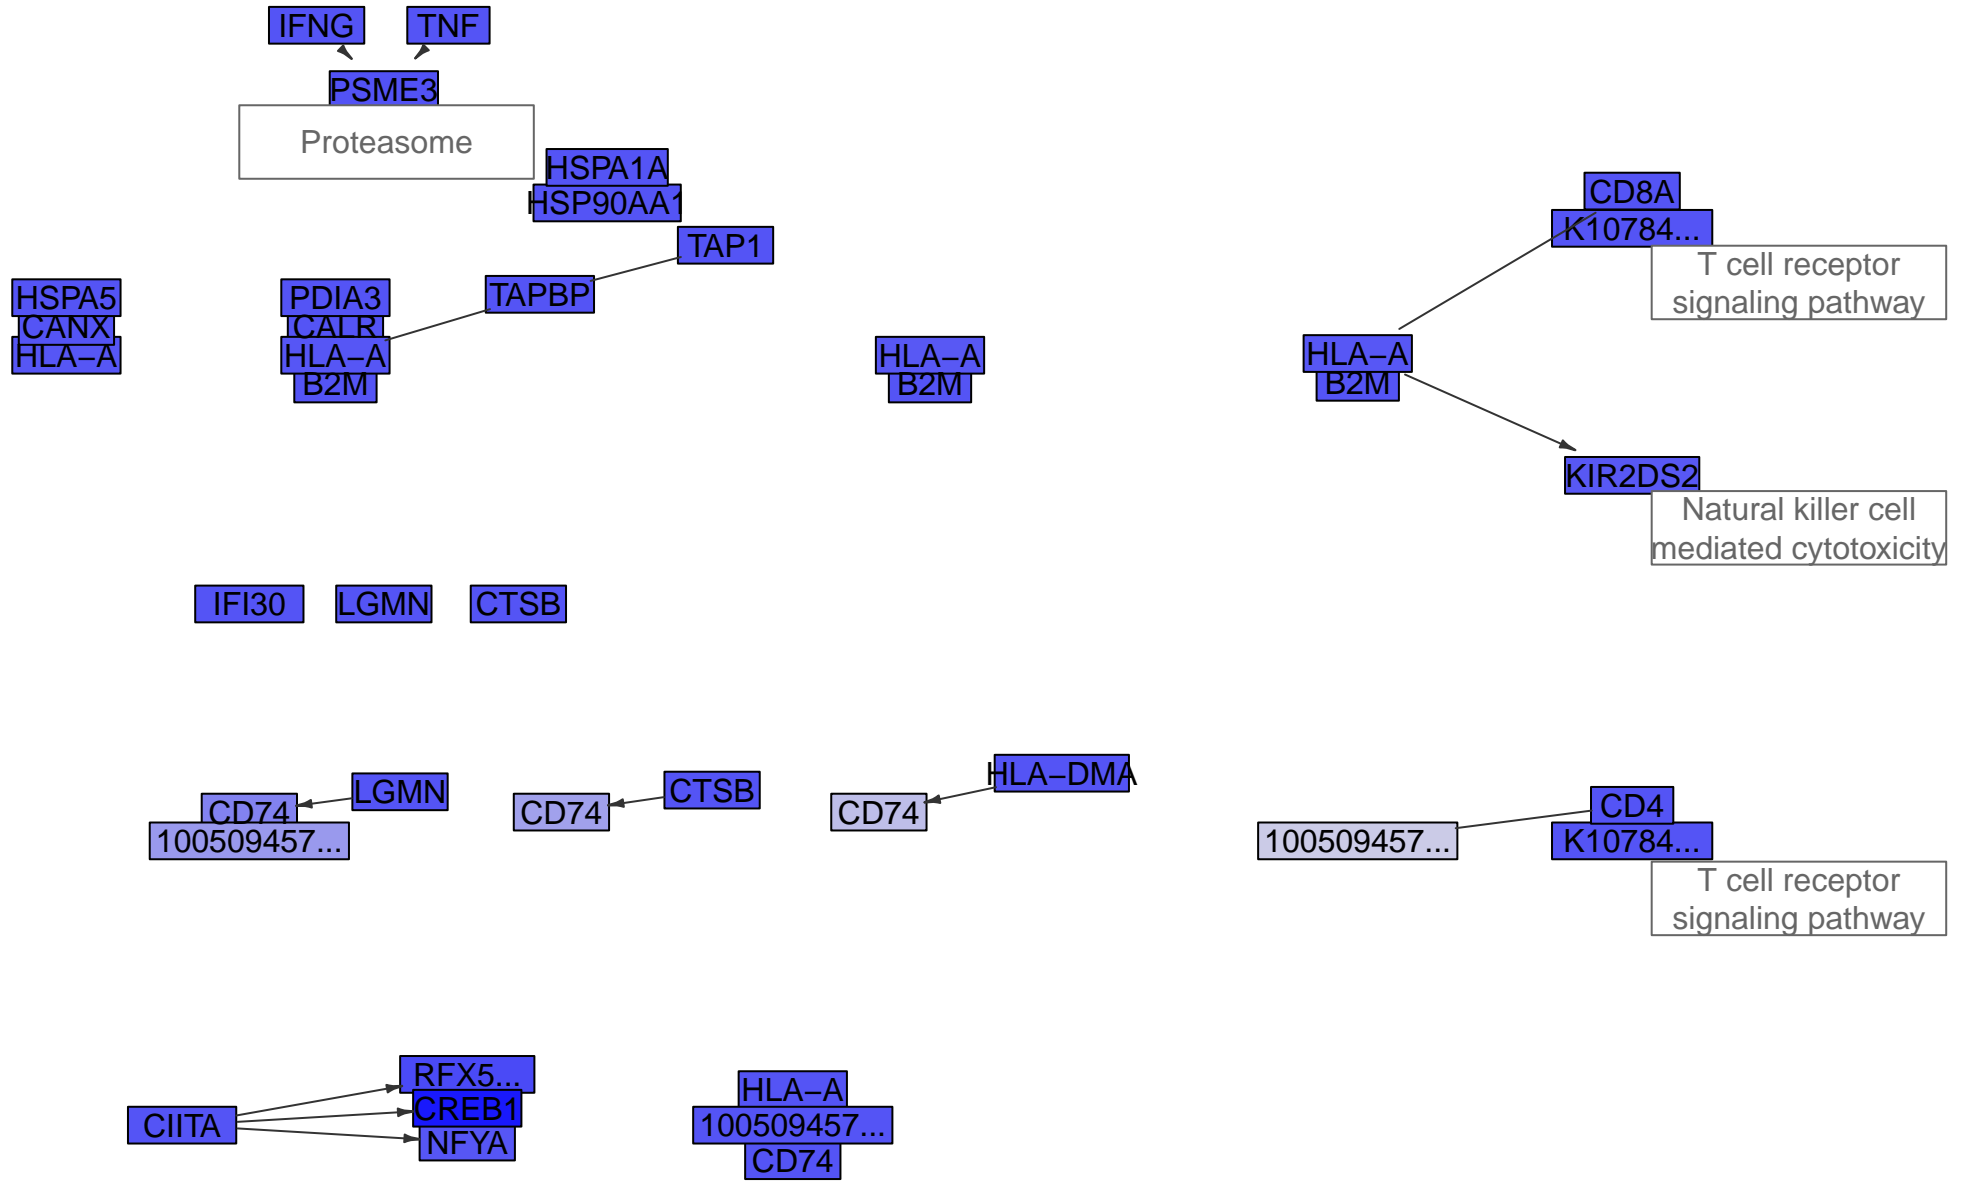 IFNG
TNF
PSME3
Proteasome
HSPA1A
HSP90AA1
CD8A
K10784...
TAP1
T cell receptor
signaling pathway
HSPA5
PDIA3
TAPBP
CANX
CALR
HLA–A
HLA–A
HLA–A
HLA–A
B2M
B2M
B2M
KIR2DS2
Natural killer cell
mediated cytotoxicity
IFI30
LGMN
CTSB
HLA–DMA
LGMN
CTSB
CD74
CD74
CD74
CD4
100509457...
100509457...
K10784...
T cell receptor
signaling pathway
RFX5...
HLA–A
CREB1
CIITA
100509457...
NFYA
CD74